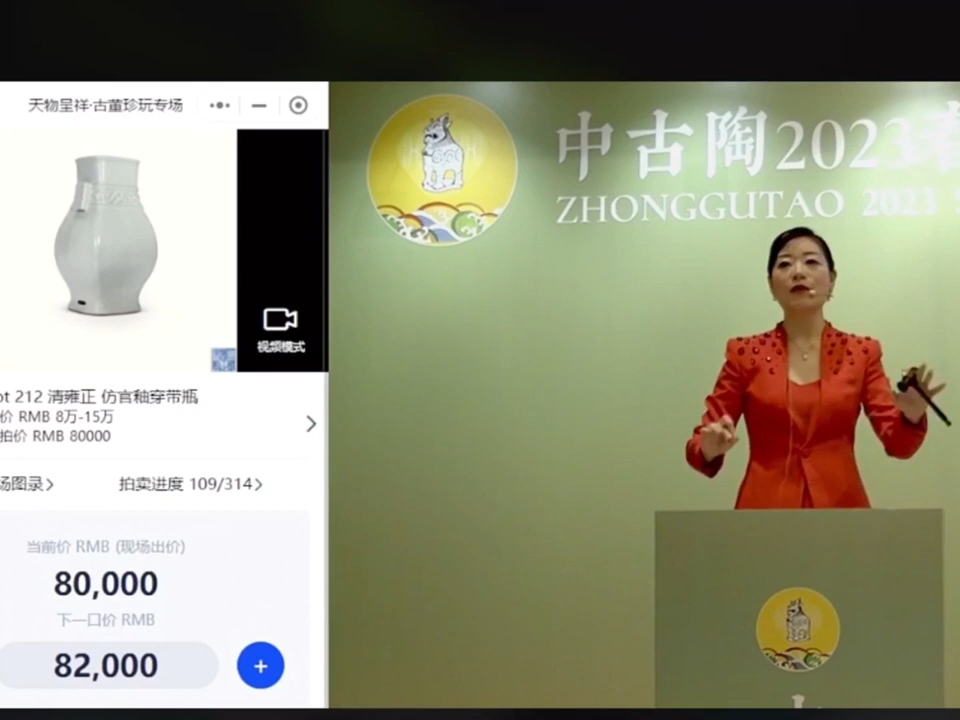 天物呈祥·古董珍玩专场
视频模式
ot 212 清雍正 仿官釉穿带瓶
价 RMB 8万-15万
拍价 RMB 80000
场图录
拍卖进度 109/314
当前价 RMB (现场出价)
80,000
下一口价 RMB
82,000
中古陶2023春
ZHONGGUTAO 2023 S